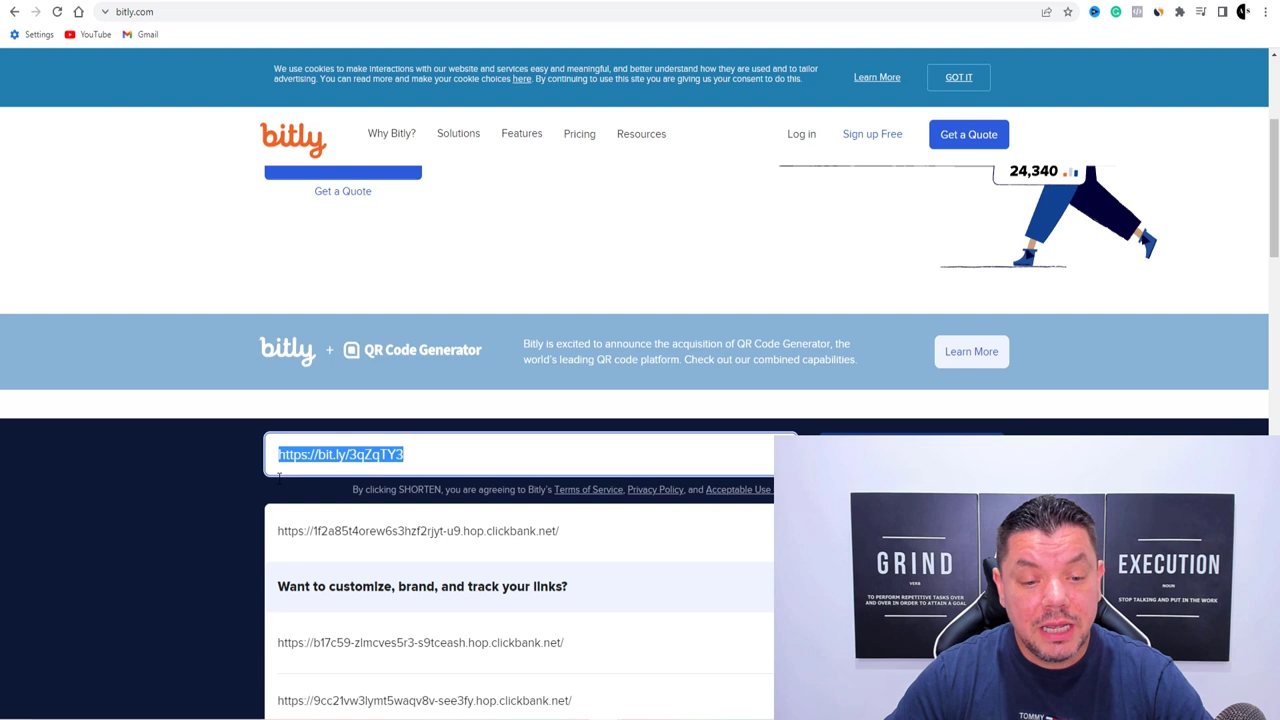 bitly.com
Settings
YouTube
Gmail
We use cookies to make interactions with our website and services easy and meaningful, and better understand how they are used and to tailor
advertising. You can read more and make your cookie choices here. By continuing to use this site you are giving us your consent to do this.
Learn More
GOT IT
bitly
Why Bitly?
Solutions
Features
Pricing
Resources
Log in
Sign up Free
Get a Quote
24,340
Get a Quote
bitly + QR Code Generator
Bitly is excited to announce the acquisition of QR Code Generator, the
world's leading QR code platform. Check out our combined capabilities.
Learn More
https://bit.ly/3qZqTY3
By clicking SHORTEN, you are agreeing to Bitly's Terms of Service, Privacy Policy, and Acceptable Use
https://1f2a85t4orew6s3hzf2rjyt-u9.hop.clickbank.net/
Want to customize, brand, and track your links?
https://b17c59-zlmcves5r3-s9tceash.hop.clickbank.net/
https://9cc21vw3lymt5waqv8v-see3fy.hop.clickbank.net/
GRIND
VERB
TO PERFORM REPETITIVE TASKS OVER
AND OVER IN ORDER TO ATTAIN A GOAL
EXECUTION
NOUN
STOP TALKING AND PUT IN THE WORK
TOMMY